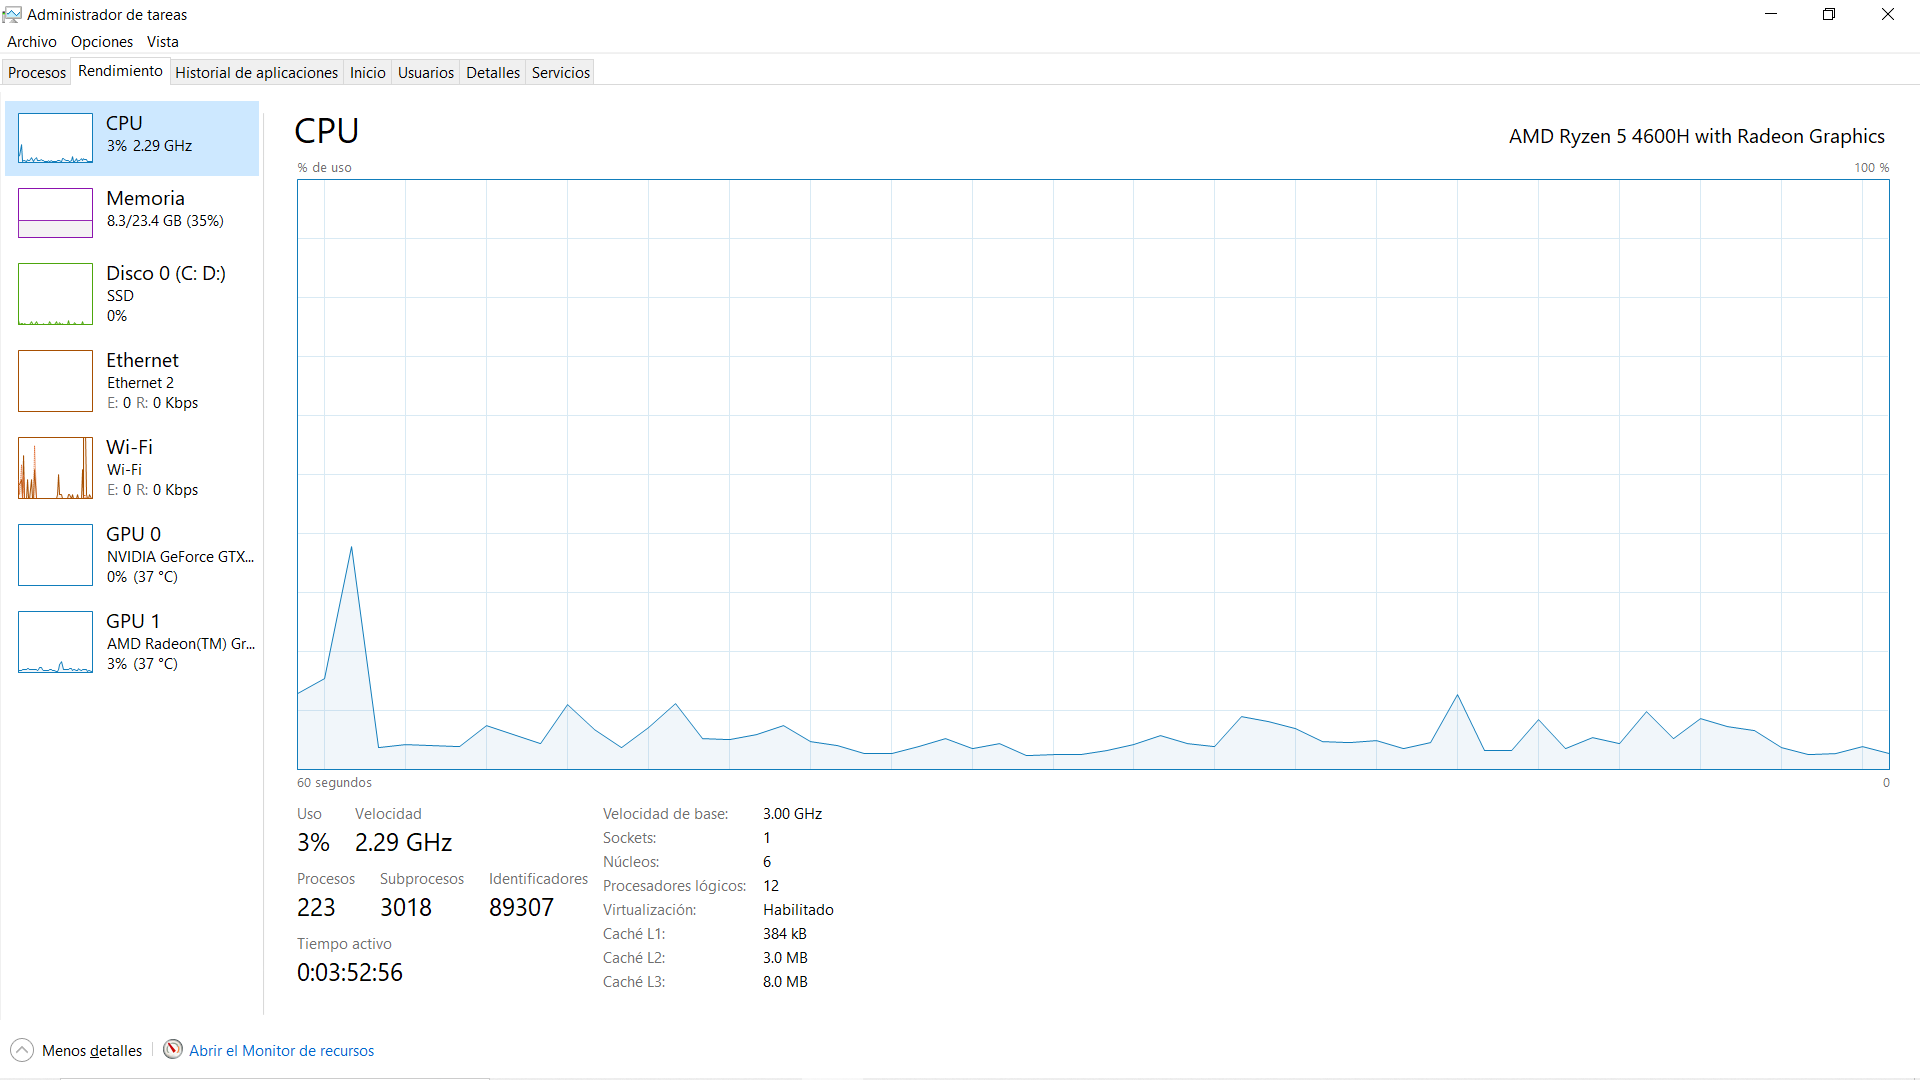 Administrador de tareas
Archivo Opciones Vista
Procesos Rendimiento Historial de aplicaciones Inicio Usuarios Detalles Servicios
CPU
3% 2.29 GHz
Memoria
8.3/23.4 GB (35%)
Disco 0 (C: D:)
SSD
0%
Ethernet
Ethernet 2
E: 0 R: 0 Kbps
Wi-Fi
Wi-Fi
E: 0 R: 0 Kbps
GPU 0
NVIDIA GeForce GTX...
0% (37 °C)
GPU 1
AMD Radeon(TM) Gr...
3% (37 °C)
CPU
AMD Ryzen 5 4600H with Radeon Graphics
% de uso 100 %
60 segundos 0
Uso Velocidad
3% 2.29 GHz
Procesos Subprocesos Identificadores
223 3018 89307
Tiempo activo
0:03:52:56
Velocidad de base: 3.00 GHz
Sockets: 1
Núcleos: 6
Procesadores lógicos: 12
Virtualización: Habilitado
Caché L1: 384 kB
Caché L2: 3.0 MB
Caché L3: 8.0 MB
Menos detalles Abrir el Monitor de recursos